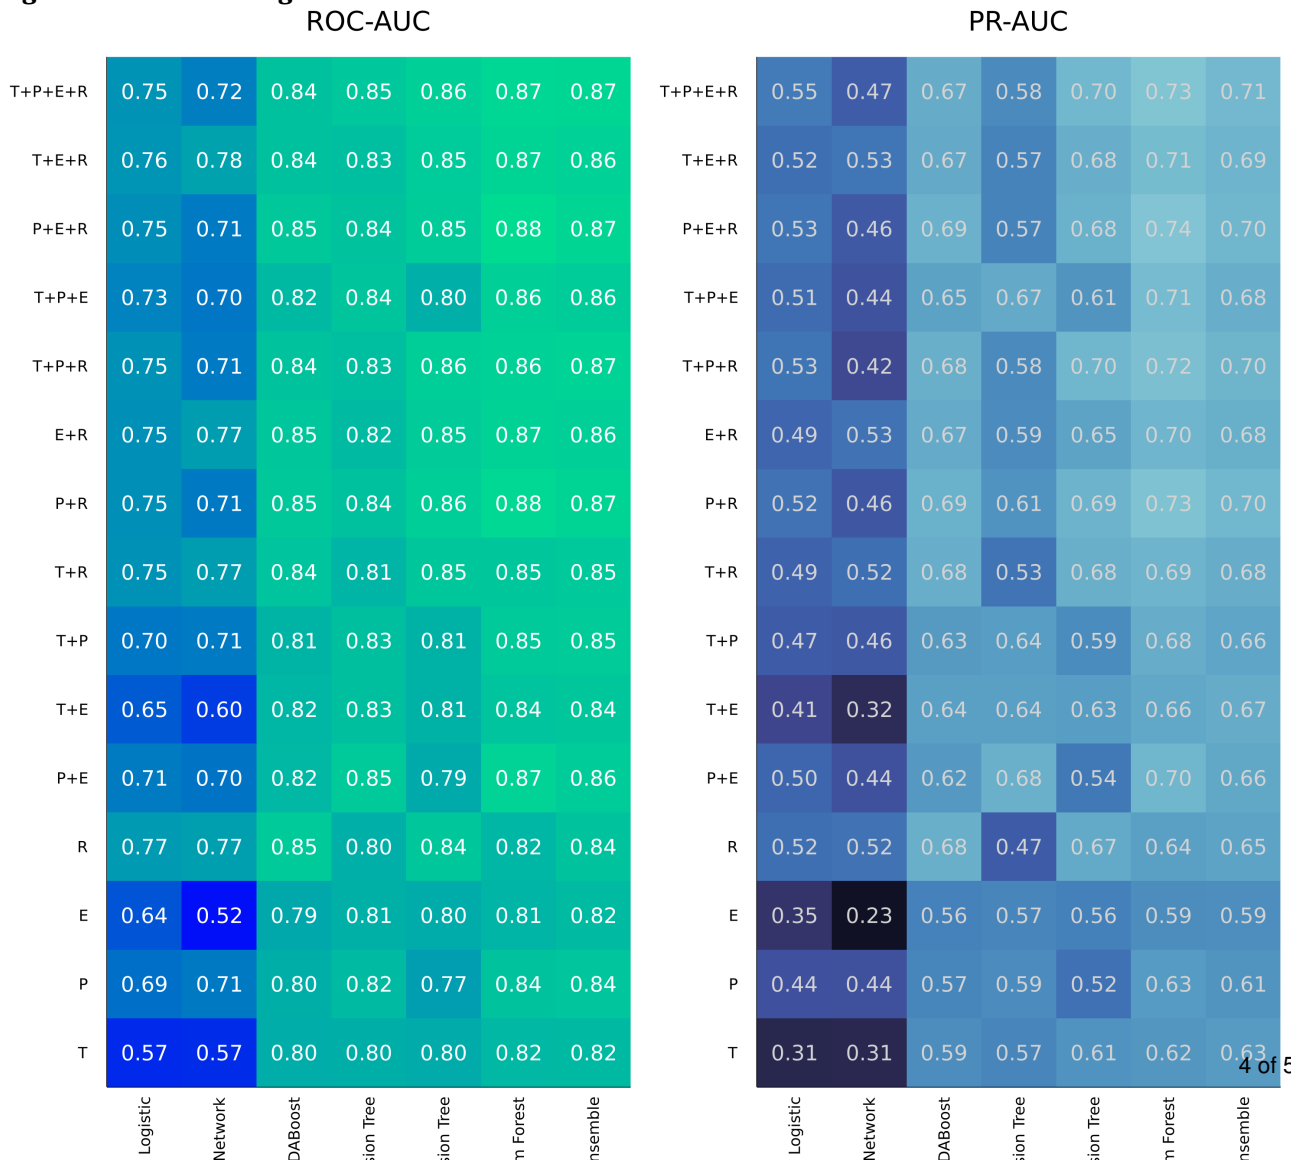 ROC-AUC PR-AUC
T+P+E+R 0.75 0.72 0.84 0.85 0.86 0.87 0.87 T+P+E+R 0.55 0.47 0.67 0.58 0.70 0.73 0.71
T+E+R 0.76 0.78 0.84 0.83 0.85 0.87 0.86 T+E+R 0.52 0.53 0.67 0.57 0.68 0.71 0.69
P+E+R 0.75 0.71 0.85 0.84 0.85 0.88 0.87 P+E+R 0.53 0.46 0.69 0.57 0.68 0.74 0.70
T+P+E 0.73 0.70 0.82 0.84 0.80 0.86 0.86 T+P+E 0.51 0.44 0.65 0.67 0.61 0.71 0.68
T+P+R 0.75 0.71 0.84 0.83 0.86 0.86 0.87 T+P+R 0.53 0.42 0.68 0.58 0.70 0.72 0.70
E+R 0.75 0.77 0.85 0.82 0.85 0.87 0.86 E+R 0.49 0.53 0.67 0.59 0.65 0.70 0.68
P+R 0.75 0.71 0.85 0.84 0.86 0.88 0.87 P+R 0.52 0.46 0.69 0.61 0.69 0.73 0.70
T+R 0.75 0.77 0.84 0.81 0.85 0.85 0.85 T+R 0.49 0.52 0.68 0.53 0.68 0.69 0.68
T+P 0.70 0.71 0.81 0.83 0.81 0.85 0.85 T+P 0.47 0.46 0.63 0.64 0.59 0.68 0.66
T+E 0.65 0.60 0.82 0.83 0.81 0.84 0.84 T+E 0.41 0.32 0.64 0.64 0.63 0.66 0.67
P+E 0.71 0.70 0.82 0.85 0.79 0.87 0.86 P+E 0.50 0.44 0.62 0.68 0.54 0.70 0.66
R 0.77 0.77 0.85 0.80 0.84 0.82 0.84 R 0.52 0.52 0.68 0.47 0.67 0.64 0.65
E 0.64 0.52 0.79 0.81 0.80 0.81 0.82 E 0.35 0.23 0.56 0.57 0.56 0.59 0.59
P 0.69 0.71 0.80 0.82 0.77 0.84 0.84 P 0.44 0.44 0.57 0.59 0.52 0.63 0.61
T 0.57 0.57 0.80 0.80 0.80 0.82 0.82 T 0.31 0.31 0.59 0.57 0.61 0.62 0.63
4 of 5
Logistic Network DABoost sion Tree sion Tree m Forest nsemble Logistic Network DABoost sion Tree sion Tree m Forest nsemble